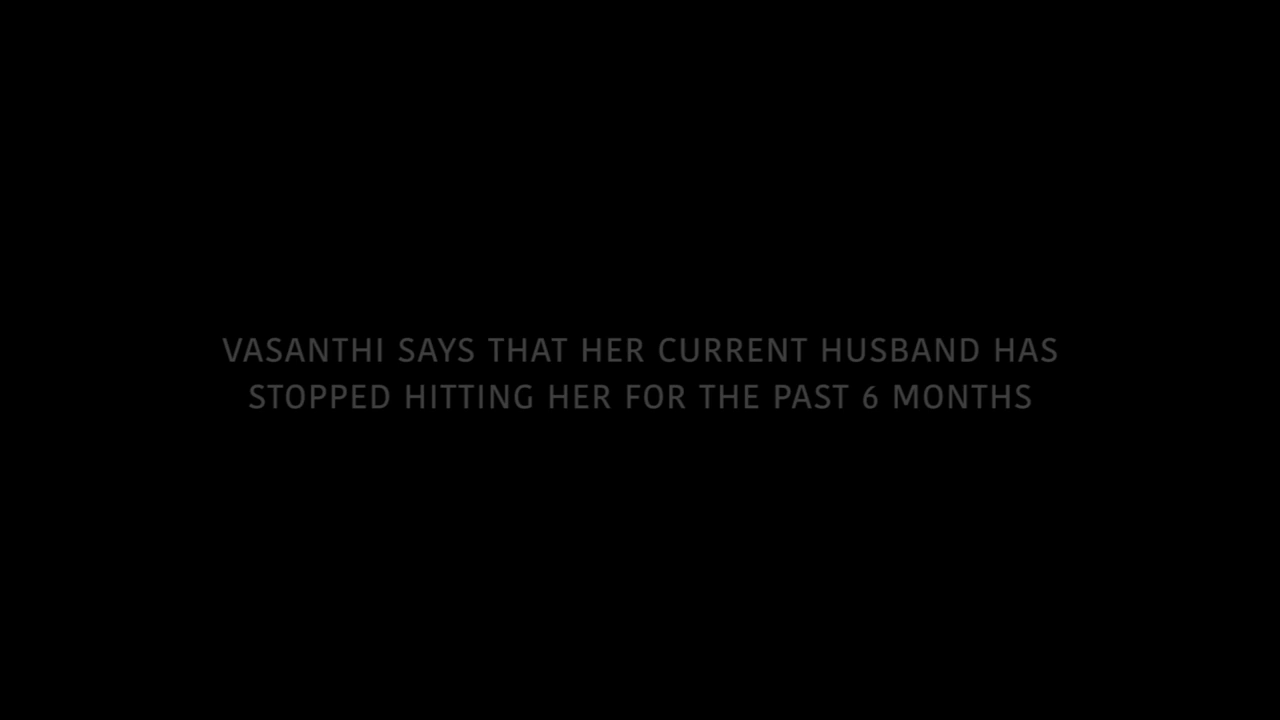 VASANTHI SAYS THAT HER CURRENT HUSBAND HAS
STOPPED HITTING HER FOR THE PAST 6 MONTHS